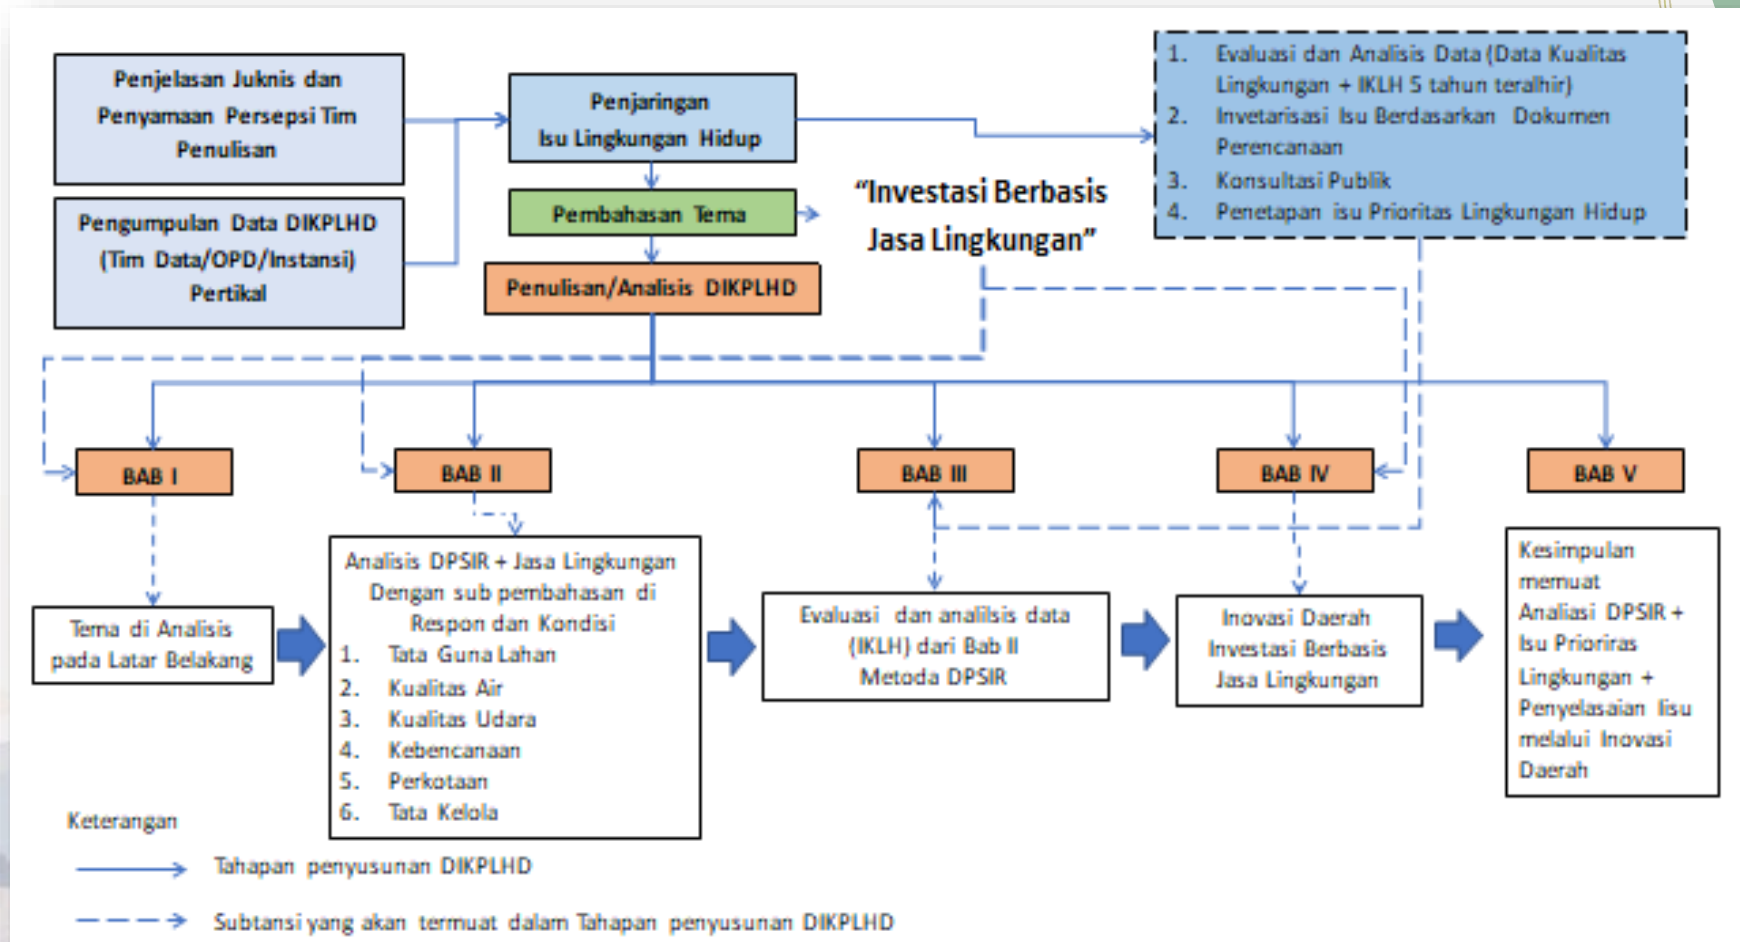 Penjelasan Juknis dan
Penyamaan Persepsi Tim
Penulisan
Pengumpulan Data DIKPLHD
(Tim Data/OPD/Instansi)
Pertikal
Penjaringan
Isu Lingkungan Hidup
Pembahasan Tema
Penulisan/Analisis DIKPLHD
“Investasi Berbasis
Jasa Lingkungan”
1. Evaluasi dan Analisis Data (Data Kualitas
Lingkungan + IKLH 5 tahun teralhir)
2. Invetarisasi Isu Berdasarkan Dokumen
Perencanaan
3. Konsultasi Publik
4. Penetapan isu Prioritas Lingkungan Hidup
BAB I
BAB II
BAB III
BAB IV
BAB V
Tema di Analisis
pada Latar Belakang
Analisis DPSIR + Jasa Lingkungan
Dengan sub pembahasan di
Respon dan Kondisi
1. Tata Guna Lahan
2. Kualitas Air
3. Kualitas Udara
4. Kebencanaan
5. Perkotaan
6. Tata Kelola
Evaluasi dan analilsis data
(IKLH) dari Bab II
Metoda DPSIR
Inovasi Daerah
Investasi Berbasis
Jasa Lingkungan
Kesimpulan
memuat
Analiasi DPSIR +
Isu Prioriras
Lingkungan +
Penyelasaian Iisu
melalui Inovasi
Daerah
Keterangan
Tahapan penyusunan DIKPLHD
Subtansi yang akan termuat dalam Tahapan penyusunan DIKPLHD